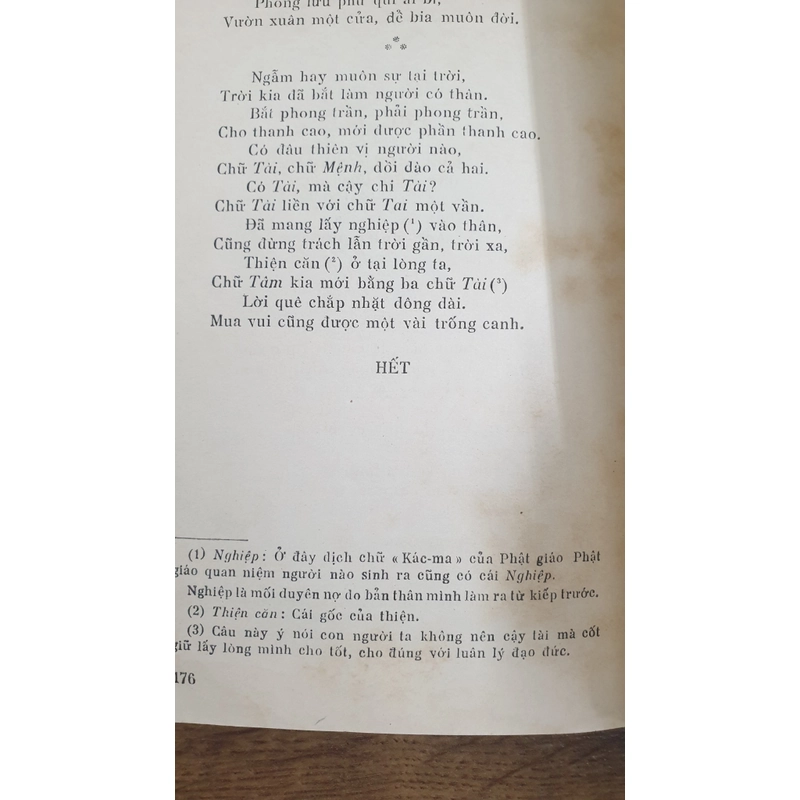 Phong lưu phú quí ai bì,
Vườn xuân một cửa, để bia muôn đời.
***
Ngẫm hay muôn sự tại trời,
Trời kia đã bắt làm người có thân.
Bắt phong trần, phải phong trần,
Cho thanh cao, mới được phần thanh cao.
Có đâu thiên vị người nào,
Chữ Tài, chữ Mệnh, dồi dào cả hai.
Có Tài, mà cậy chi Tài?
Chữ Tài liền với chữ Tai một vần.
Đã mang lấy nghiệp (¹) vào thân,
Cũng đừng trách lẫn trời gần, trời xa,
Thiện căn (²) ở tại lòng ta,
Chữ Tâm kia mới bằng ba chữ Tài (³)
Lời quê chắp nhặt dông dài.
Mua vui cũng được một vài trống canh.
HẾT
(1) Nghiệp : Ở đây dịch chữ « Kác-ma » của Phật giáo Phật
giáo quan niệm người nào sinh ra cũng có cái Nghiệp.
Nghiệp là mối duyên nợ do bản thân mình làm ra từ kiếp trước.
(2) Thiện căn : Cái gốc của thiện.
(3) Câu này ý nói con người ta không nên cậy tài mà cốt
giữ lấy lòng mình cho tốt, cho đúng với luân lý đạo đức.
176